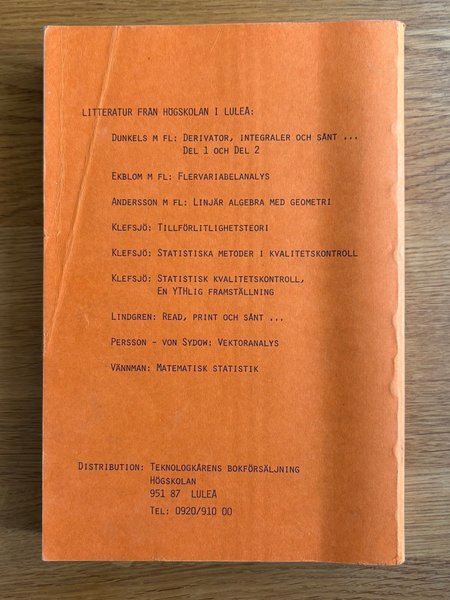 LITTERATUR FRÅN HÖGSKOLAN I LULEÅ:
DUNKELS M FL: DERIVATOR, INTEGRALER OCH SÅNT ...
DEL 1 OCH DEL 2
EKBLOM M FL: FLERVARIABELANALYS
ANDERSSON M FL: LINJÄR ALGEBRA MED GEOMETRI
KLEFSJÖ: TILLFÖRLITLIGHETSTEORI
KLEFSJÖ: STATISTISKA METODER I KVALITETSKONTROLL
KLEFSJÖ: STATISTISK KVALITETSKONTROLL,
EN YTHLIG FRAMSTÄLLNING
LINDGREN: READ, PRINT OCH SÅNT ...
PERSSON - VON SYDOW: VEKTORANALYS
VÄNNMAN: MATEMATISK STATISTIK
DISTRIBUTION: TEKNOLOGKÅRENS BOKFÖRSÄLJNING
HÖGSKOLAN
951 87 LULEÅ
TEL: 0920/910 00